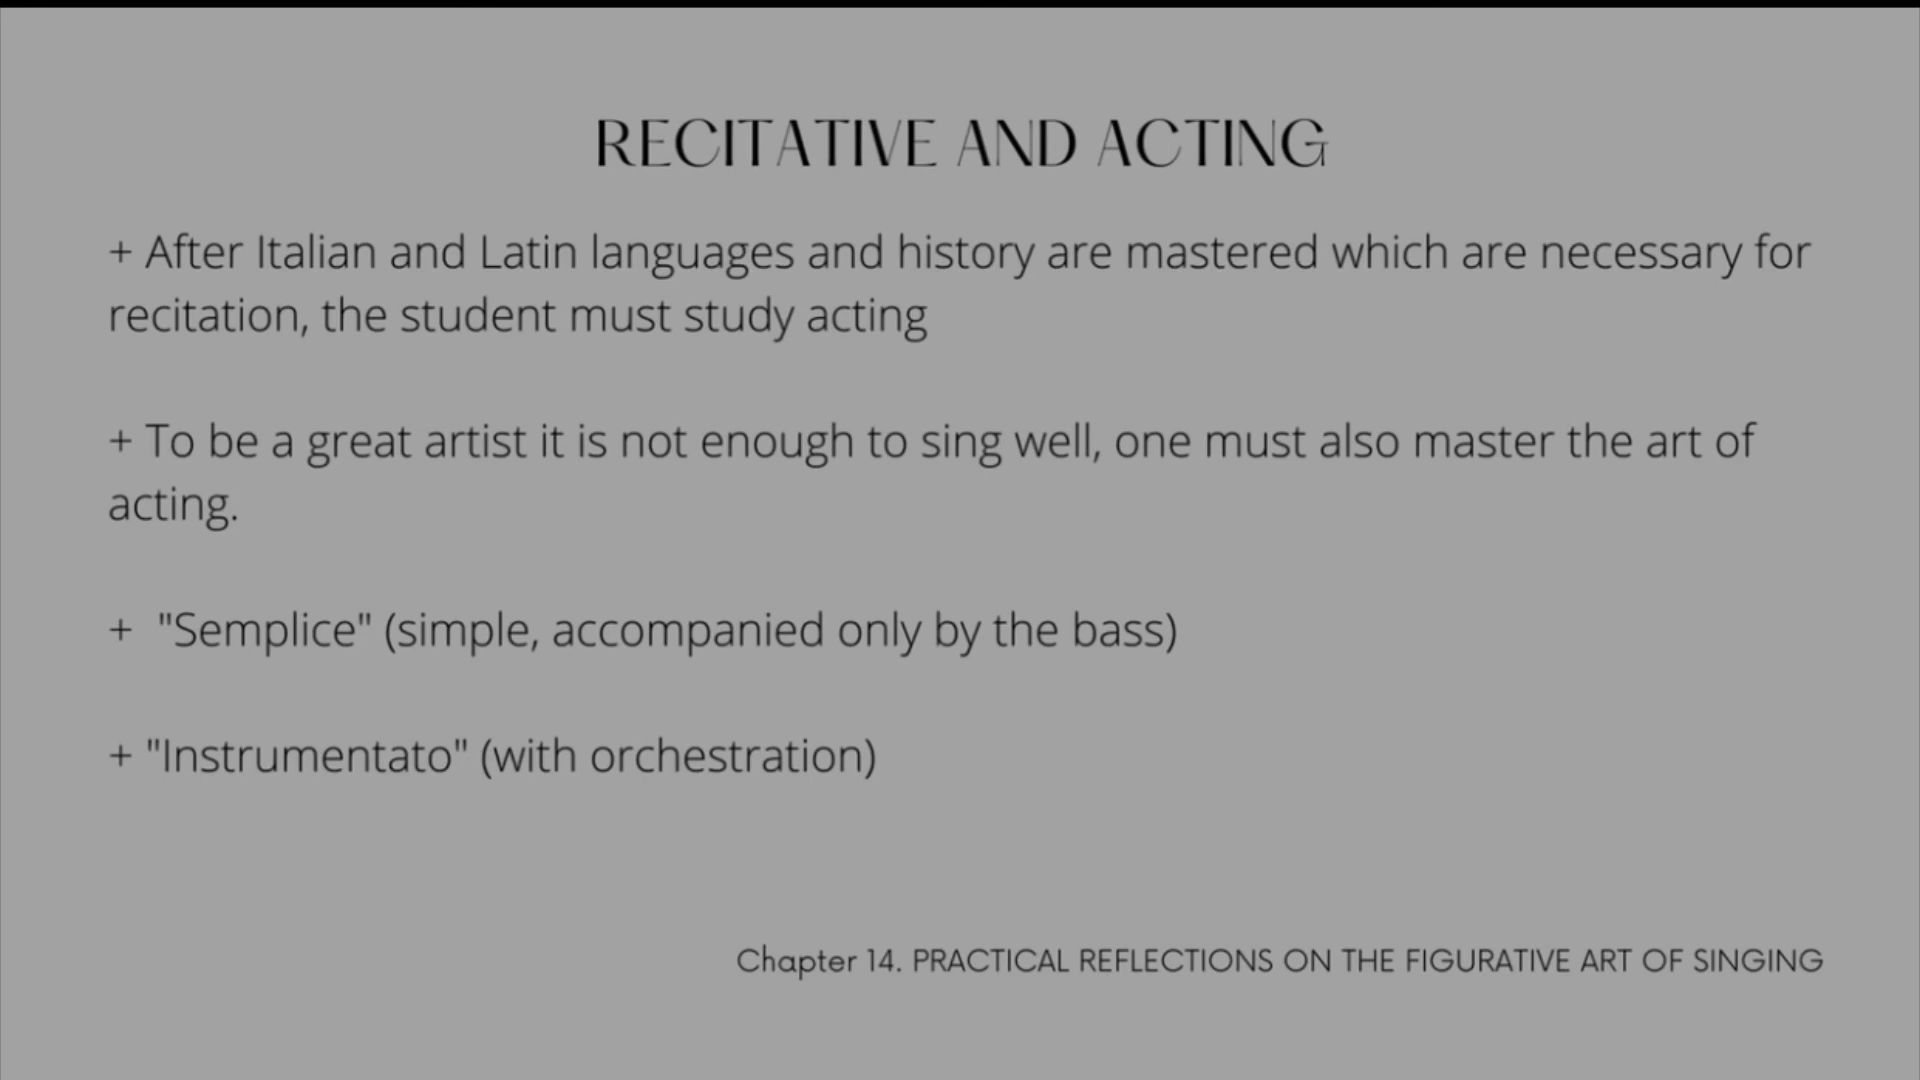 RECITATIVE AND ACTING
+ After Italian and Latin languages and history are mastered which are necessary for
recitation, the student must study acting
+ To be a great artist it is not enough to sing well, one must also master the art of
acting.
+ "Semplice" (simple, accompanied only by the bass)
+ "Instrumentato" (with orchestration)
Chapter 14. PRACTICAL REFLECTIONS ON THE FIGURATIVE ART OF SINGING